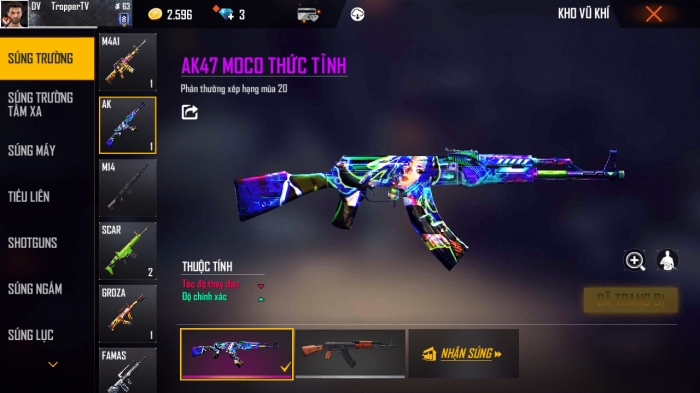 DV TropperTV # 63
2.596
3
KHO VŨ KHÍ
SÚNG TRƯỜNG
SÚNG TRƯỜNG
TẦM XA
SÚNG MÁY
TIỂU LIÊN
SHOTGUNS
SÚNG NGẮM
SÚNG LỤC
M4A1
1
AK
1
M14
SCAR
2
GROZA
1
FAMAS
AK47 MOCO THỨC TỈNH
Phần thưởng xếp hạng mùa 20
THUỘC TÍNH
Tốc độ thay đạn
Độ chính xác
ĐÃ TRANG BỊ
NHẬN SÚNG